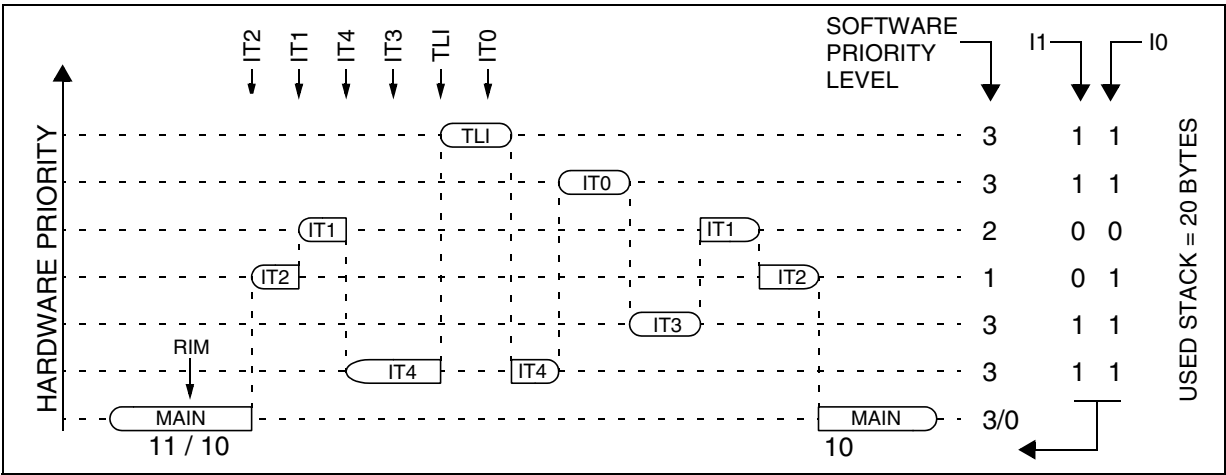 IT2
IT1
IT4
IT3
TLI
IT0
SOFTWARE
PRIORITY
LEVEL
I1
I0
HARDWARE PRIORITY
TLI
3
1 1
IT0
3
1 1
IT1
IT1
2
0 0
IT2
IT2
1
0 1
IT3
3
1 1
RIM
IT4
IT4
3
1 1
MAIN
MAIN
3/0
11 / 10
10
USED STACK = 20 BYTES